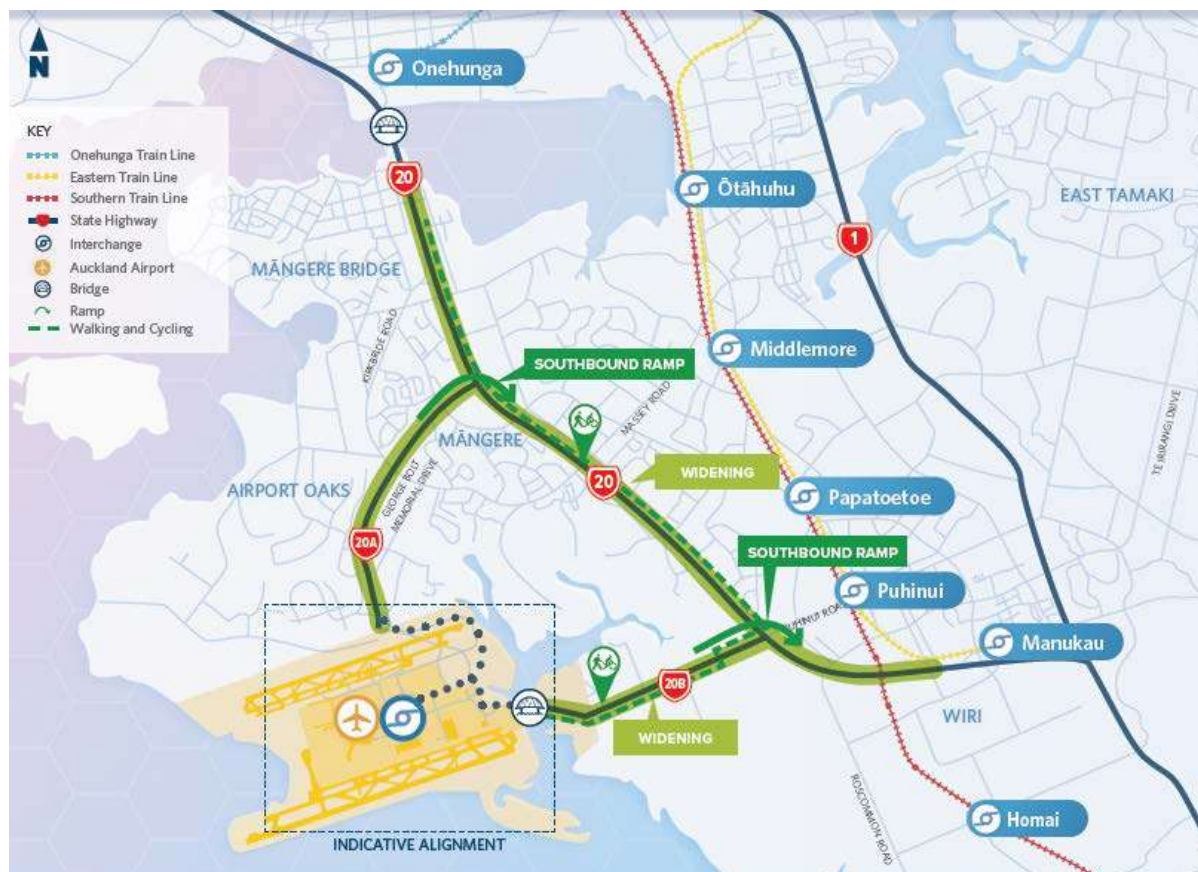 N
Onehunga
KEY
Onehunga Train Line
Eastern Train Line
Southern Train Line
State Highway
Interchange
Auckland Airport
Bridge
Ramp
Walking and Cycling
20
Ōtāhuhu
EAST TAMAKI
1
MĀNGERE BRIDGE
KIRKBRIDE ROAD
Middlemore
SOUTHBOUND RAMP
MASSEY ROAD
TE IRIRANGI DRIVE
MĀNGERE
WIDENING
20
AIRPORT OAKS
GEORGE BOLT
MEMORIAL DRIVE
Papatoetoe
20A
SOUTHBOUND RAMP
Puhinui
PUHINUI ROAD
Manukau
20B
WIDENING
WIRI
ROSCOMMON ROAD
Homai
INDICATIVE ALIGNMENT